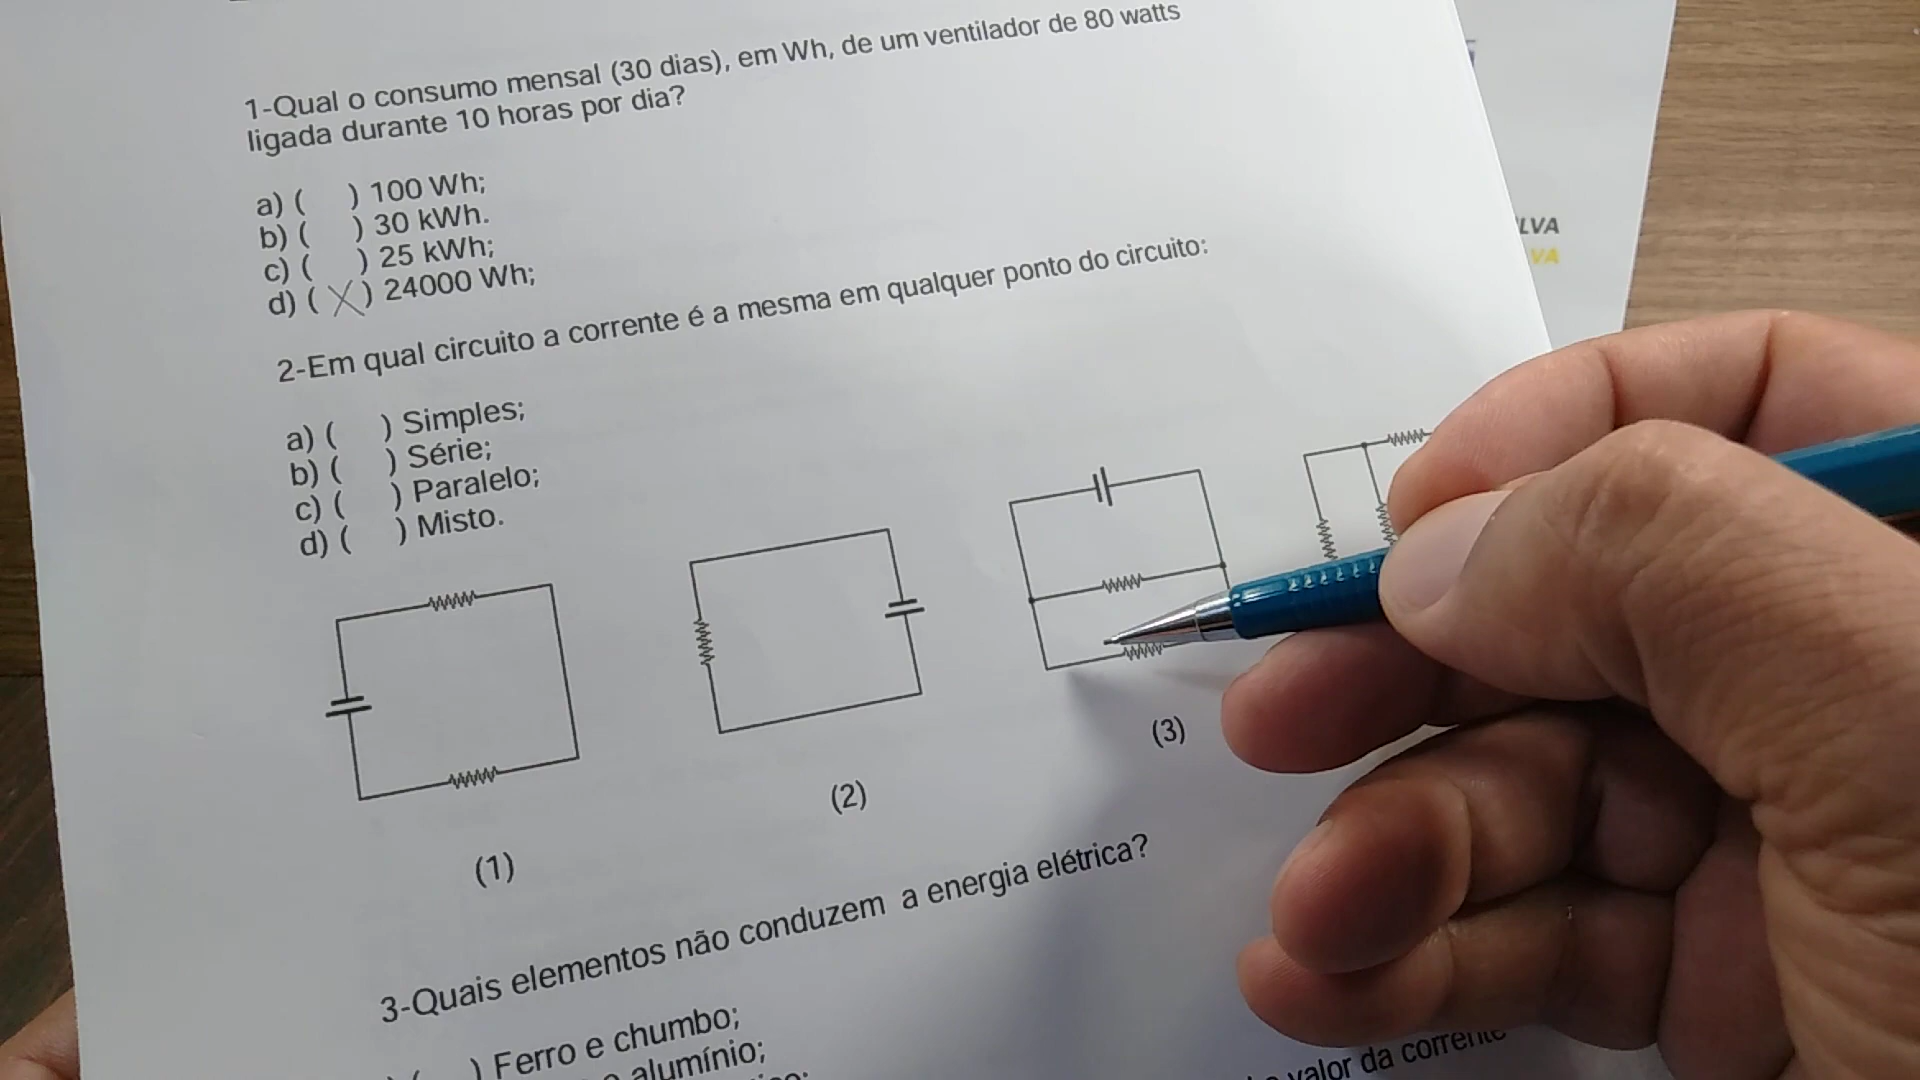 1-Qual o consumo mensal (30 dias), em Wh, de um ventilador de 80 watts
ligada durante 10 horas por dia?
a) ( ) 100 Wh;
b) ( ) 30 kWh.
c) ( ) 25 kWh;
d) ( X ) 24000 Wh;
2-Em qual circuito a corrente é a mesma em qualquer ponto do circuito:
a) ( ) Simples;
b) ( ) Série;
c) ( ) Paralelo;
d) ( ) Misto.
(1)
(2)
(3)
3-Quais elementos não conduzem a energia elétrica?
( ) Ferro e chumbo;
alumínio;
valor da corrente
LVA
VA